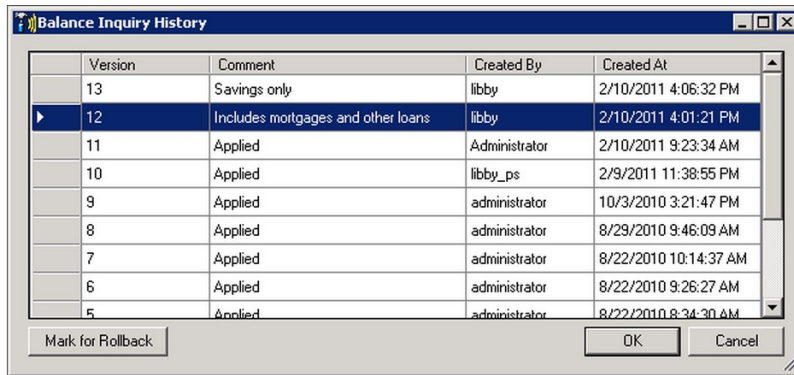 Balance Inquiry History
Version Comment Created By Created At
13 Savings only libby 2/10/2011 4:06:32 PM
12 Includes mortgages and other loans libby 2/10/2011 4:01:21 PM
11 Applied Administrator 2/10/2011 9:23:34 AM
10 Applied libby_ps 2/9/2011 11:38:55 PM
9 Applied administrator 10/3/2010 3:21:47 PM
8 Applied administrator 8/29/2010 9:46:09 AM
7 Applied administrator 8/22/2010 10:14:37 AM
6 Applied administrator 8/22/2010 9:26:27 AM
5 Applied administrator 8/22/2010 8:34:30 AM
Mark for Rollback OK Cancel